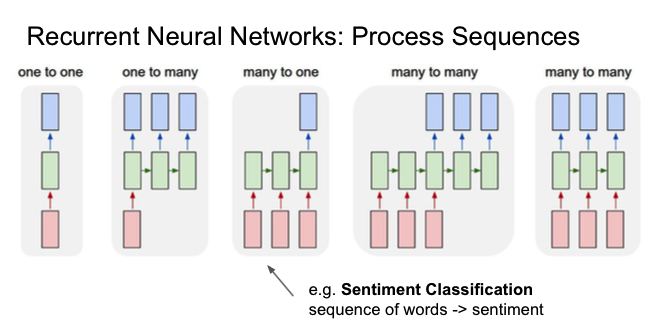 Recurrent Neural Networks: Process Sequences
one to one
one to many
many to one
many to many
many to many
e.g. Sentiment Classification
sequence of words -> sentiment